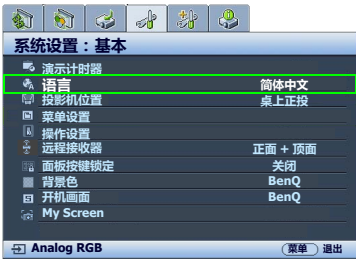 系统设置：基本
演示计时器
语言 简体中文
投影机位置 桌上正投
菜单设置
操作设置
远程接收器 正面 + 顶面
面板按键锁定 关闭
背景色 BenQ
开机画面 BenQ
My Screen
Analog RGB 菜单 退出